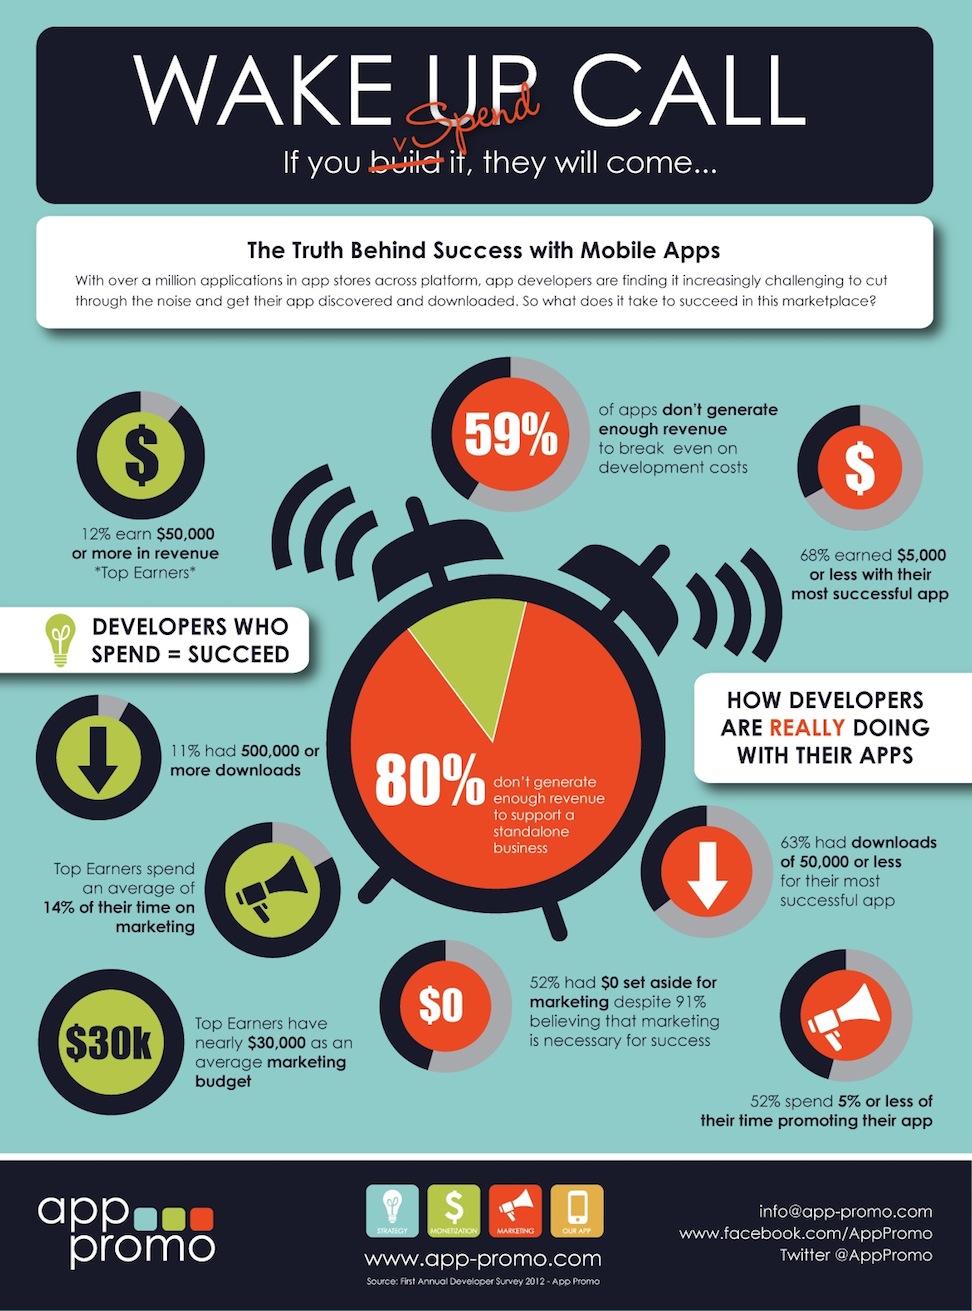 WAKE UP CALL
Spend
v
If you build it, they will come...
The Truth Behind Success with Mobile Apps
With over a million applications in app stores across platform, app developers are finding it increasingly challenging to cut
through the noise and get their app discovered and downloaded. So what does it take to succeed in this marketplace?
$
12% earn $50,000
or more in revenue
*Top Earners*
59%
of apps don't generate
enough revenue
to break even on
development costs
$
68% earned $5,000
or less with their
most successful app
DEVELOPERS WHO
SPEND = SUCCEED
HOW DEVELOPERS
ARE REALLY DOING
WITH THEIR APPS
11% had 500,000 or
more downloads
80%
don't generate
enough revenue
to support a
standalone
business
63% had downloads
of 50,000 or less
for their most
successful app
Top Earners spend
an average of
14% of their time on
marketing
$30k
Top Earners have
nearly $30,000 as an
average marketing
budget
$0
52% had $0 set aside for
marketing despite 91%
believing that marketing
is necessary for success
52% spend 5% or less of
their time promoting their app
app
promo
STRATEGY
$
MONETIZATION
MARKETING
OUR APP
www.app-promo.com
Source: First Annual Developer Survey 2012 - App Promo
info@app-promo.com
www.facebook.com/AppPromo
Twitter @AppPromo